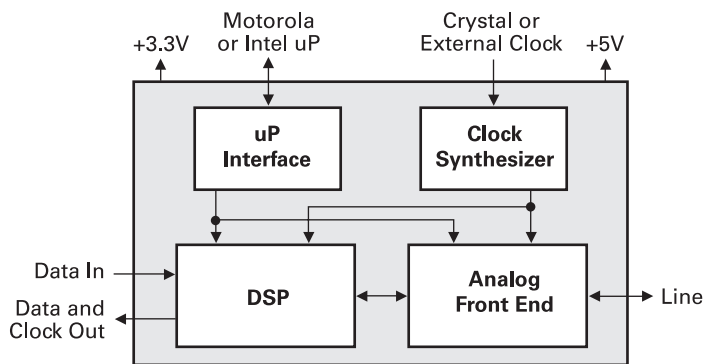 Motorola
or Intel uP
Crystal or
External Clock
+3.3V
+5V
uP
Interface
Clock
Synthesizer
Data In
DSP
Analog
Front End
Line
Data and
Clock Out